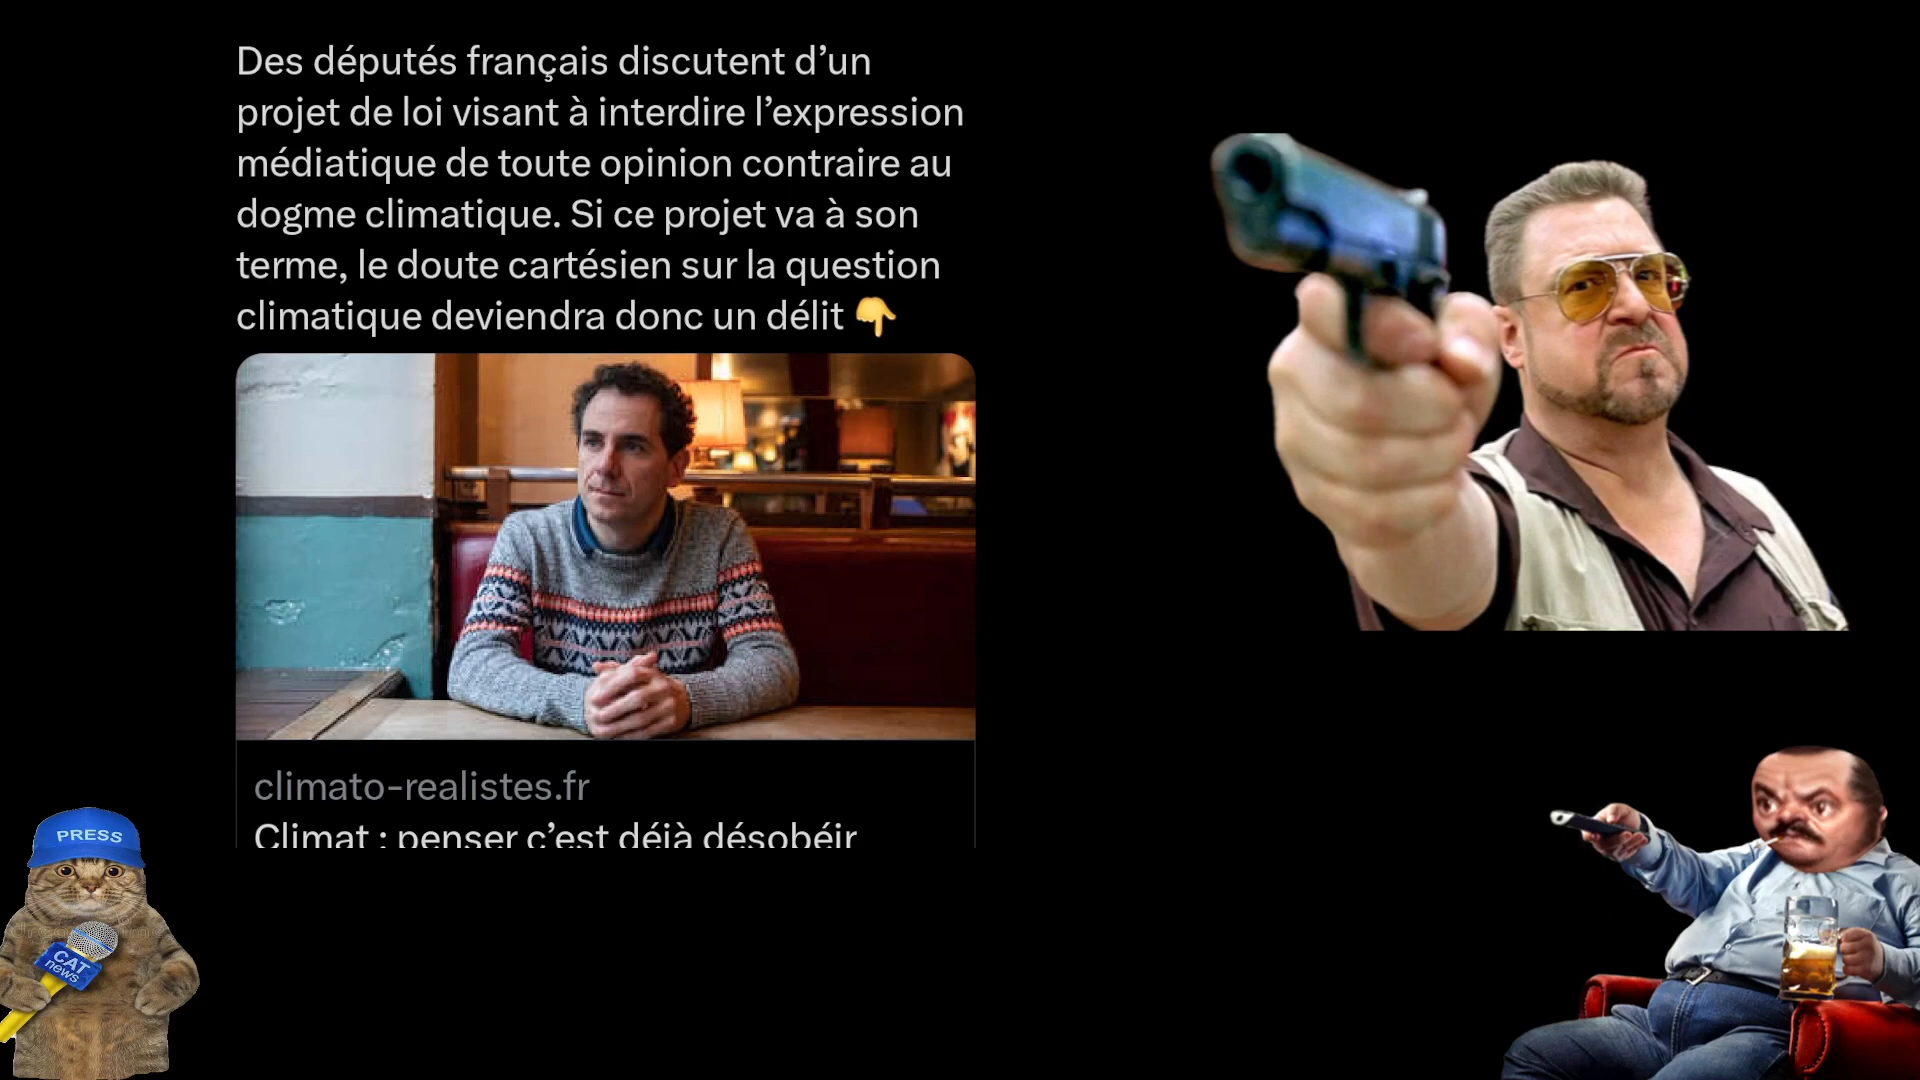 Des députés français discutent d’un
projet de loi visant à interdire l’expression
médiatique de toute opinion contraire au
dogme climatique. Si ce projet va à son
terme, le doute cartésien sur la question
climatique deviendra donc un délit 👇
climato-realistes.fr
Climat : penser c’est déjà désobéir
PRESS
CAT
news